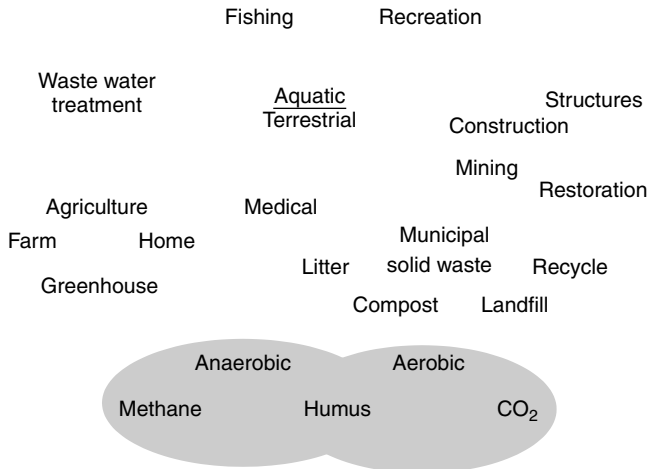 Fishing Recreation
Waste water
treatment
Aquatic
Terrestrial
Structures
Construction
Mining
Restoration
Agriculture Medical
Farm Home
Greenhouse
Municipal
solid waste
Litter Recycle
Compost Landfill
Anaerobic Aerobic
Methane Humus CO₂